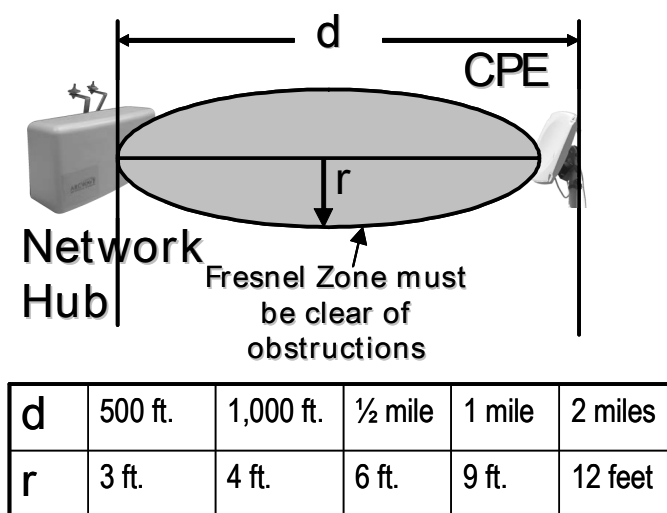 d
CPE
r
Network
Hub
Fresnel Zone must
be clear of
obstructions
d 500 ft. 1,000 ft. ½ mile 1 mile 2 miles
r 3 ft. 4 ft. 6 ft. 9 ft. 12 feet